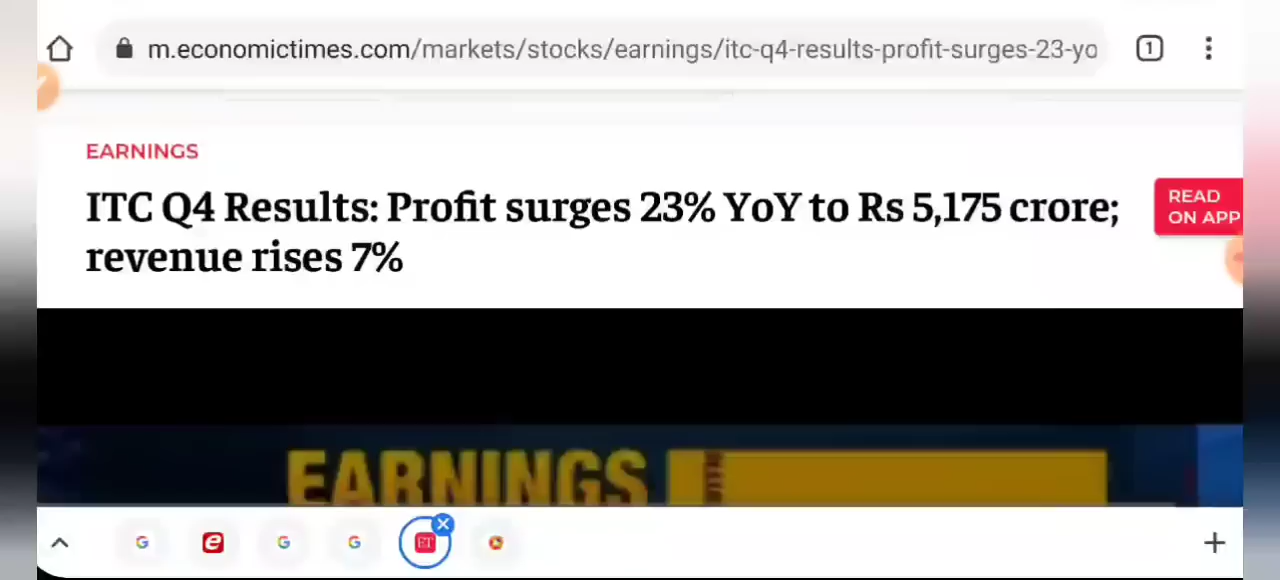 m.economictimes.com/markets/stocks/earnings/itc-q4-results-profit-surges-23-yo
1
EARNINGS
ITC Q4 Results: Profit surges 23% YoY to Rs 5,175 crore;
revenue rises 7%
READ
ON APP
EARNINGS
G
e
G
G
ET